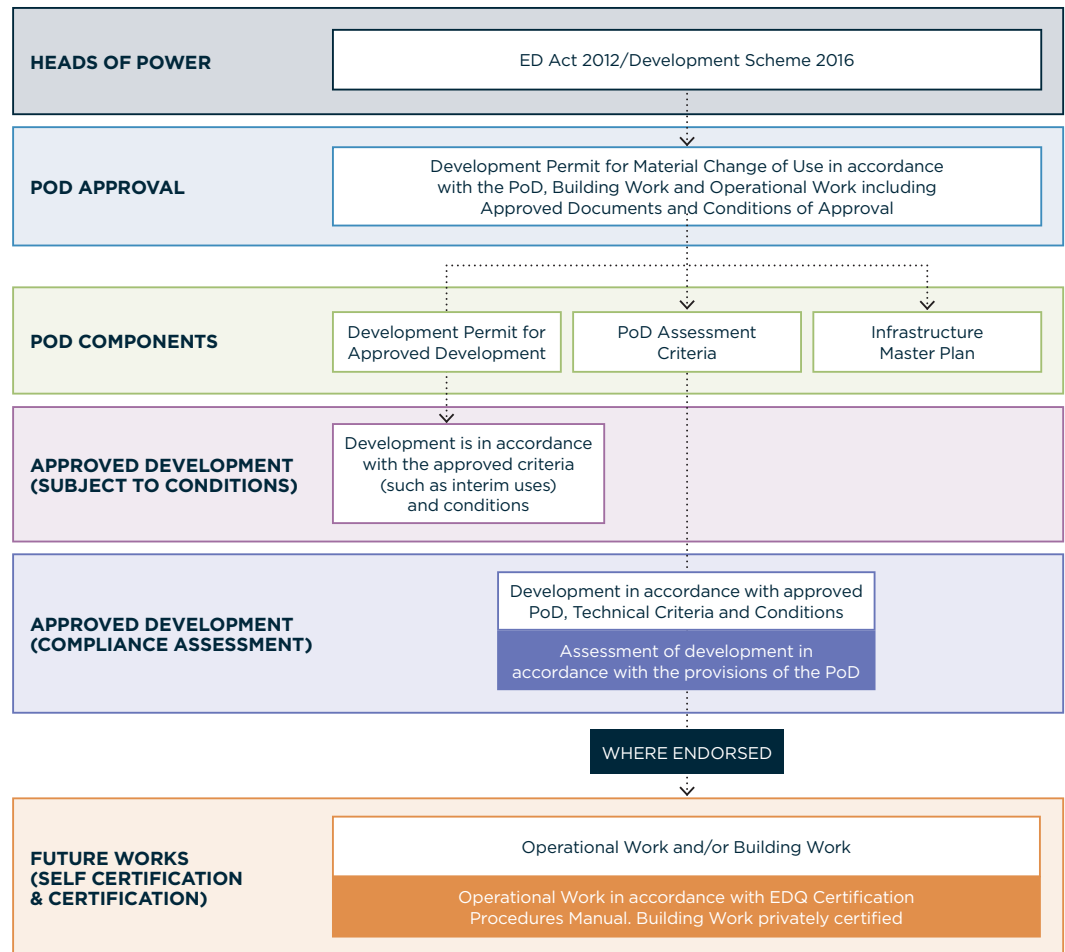 HEADS OF POWER
ED Act 2012/Development Scheme 2016
POD APPROVAL
Development Permit for Material Change of Use in accordance
with the PoD, Building Work and Operational Work including
Approved Documents and Conditions of Approval
POD COMPONENTS
Development Permit for
Approved Development
PoD Assessment
Criteria
Infrastructure
Master Plan
APPROVED DEVELOPMENT
(SUBJECT TO CONDITIONS)
Development is in accordance
with the approved criteria
(such as interim uses)
and conditions
APPROVED DEVELOPMENT
(COMPLIANCE ASSESSMENT)
Development in accordance with approved
PoD, Technical Criteria and Conditions
Assessment of development in
accordance with the provisions of the PoD
WHERE ENDORSED
FUTURE WORKS
(SELF CERTIFICATION
& CERTIFICATION)
Operational Work and/or Building Work
Operational Work in accordance with EDQ Certification
Procedures Manual. Building Work privately certified